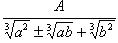 A
∛a² ± ∛ab + ∛b²